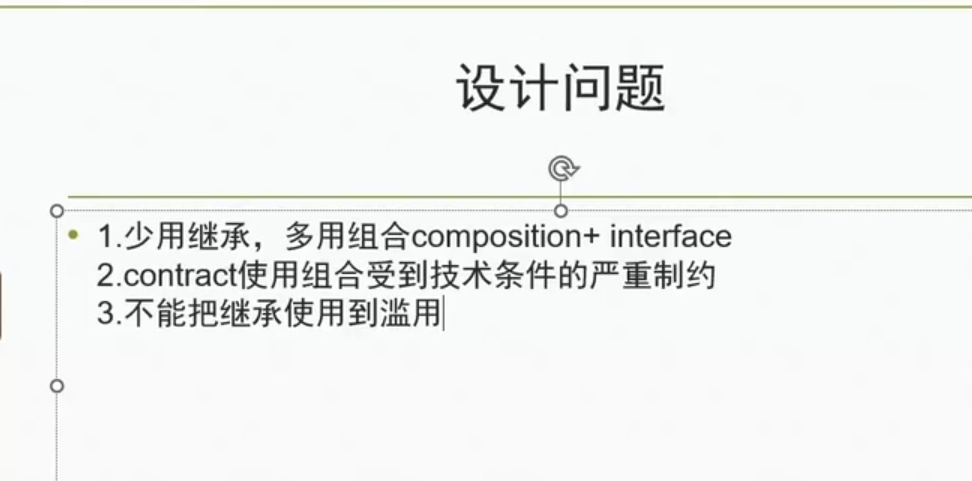 设计问题
1.少用继承，多用组合composition+ interface
2.contract使用组合受到技术条件的严重制约
3.不能把继承使用到滥用